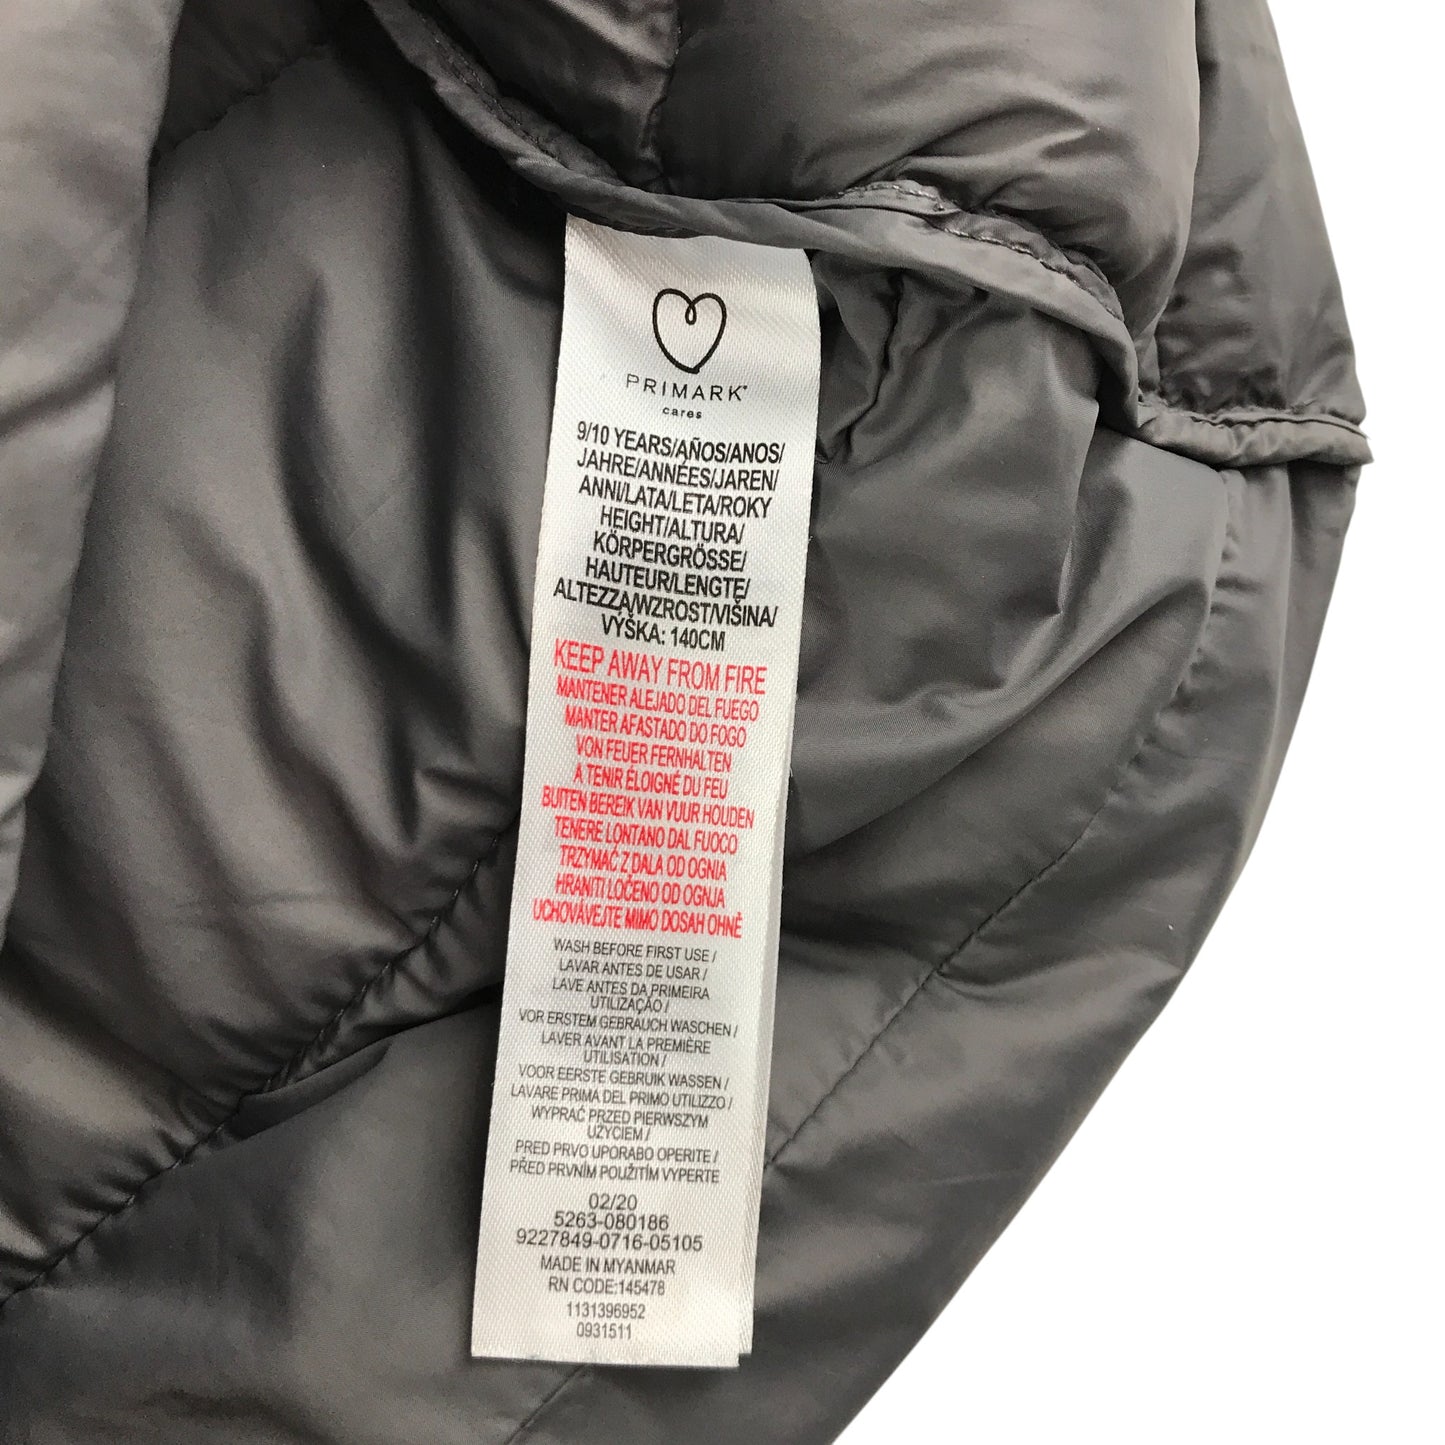 PRIMARK®
cares
9/10 YEARS/AÑOS/ANOS/
JAHRE/ANNÉES/JAREN/
ANNI/LATA/LETA/ROKY
HEIGHT/ALTURA/
KÖRPERGRÖSSE/
HAUTEUR/LENGTE/
ALTEZZA/WZROST/VIŠINA/
VÝŠKA: 140CM
KEEP AWAY FROM FIRE
MANTENER ALEJADO DEL FUEGO
MANTER AFASTADO DO FOGO
VON FEUER FERNHALTEN
À TENIR ÉLOIGNÉ DU FEU
BUITEN BEREIK VAN VUUR HOUDEN
TENERE LONTANO DAL FUOCO
TRZYMAĆ Z DALA OD OGNIA
HRANITI LOČENO OD OGNJA
UCHOVÁVEJTE MIMO DOSAH OHNĚ
WASH BEFORE FIRST USE /
LAVAR ANTES DE USAR /
LAVE ANTES DA PRIMEIRA
UTILIZAÇÃO /
VOR ERSTEM GEBRAUCH WASCHEN /
LAVER AVANT LA PREMIÈRE
UTILISATION /
VOOR EERSTE GEBRUIK WASSEN /
LAVARE PRIMA DEL PRIMO UTILIZZO /
WYPRAĆ PRZED PIERWSZYM
UŻYCIEM /
PRED PRVO UPORABO OPERITE /
PŘED PRVNÍM POUŽITÍM VYPERTE
02/20
5263-080186
9227849-0716-05105
MADE IN MYANMAR
RN CODE:145478
1131396952
0931511